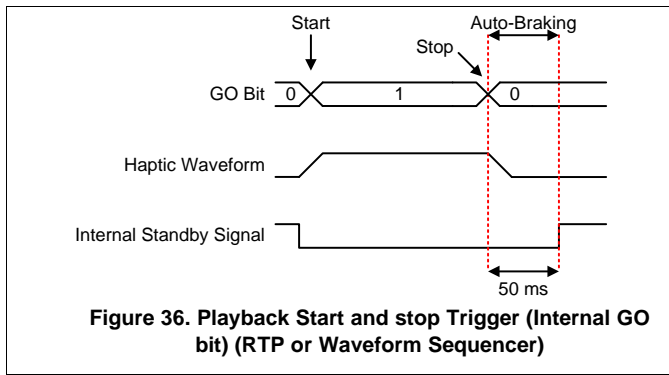 Start
Auto-Braking
Stop
GO Bit
0
1
0
Haptic Waveform
Internal Standby Signal
50 ms
Figure 36. Playback Start and stop Trigger (Internal GO
bit) (RTP or Waveform Sequencer)